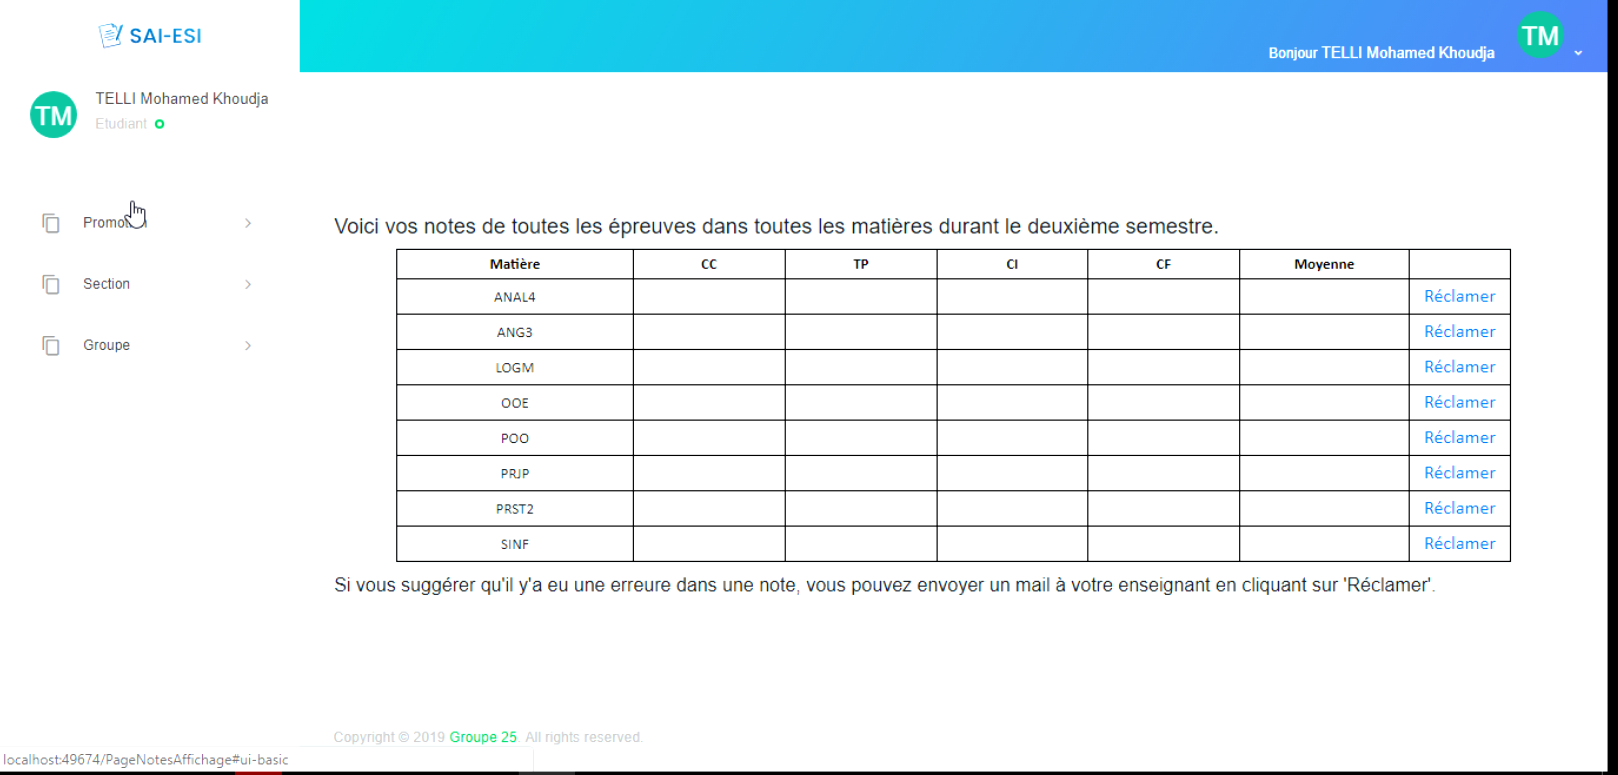 SAI-ESI
Bonjour TELLI Mohamed Khoudja
TM
TM
TELLI Mohamed Khoudja
Etudiant
Section
Groupe
Voici vos notes de toutes les épreuves dans toutes les matières durant le deuxième semestre.
Matière CC TP CI CF Moyenne
ANAL4 Réclamer
ANG3 Réclamer
LOGM Réclamer
OOE Réclamer
POO Réclamer
PRJP Réclamer
PRST2 Réclamer
SINF Réclamer
Si vous suggérer qu'il y'a eu une erreure dans une note, vous pouvez envoyer un mail à votre enseignant en cliquant sur 'Réclamer'.
Copyright © 2019 Groupe 25. All rights reserved.
localhost:49674/PageNotesAffichage#ui-basic